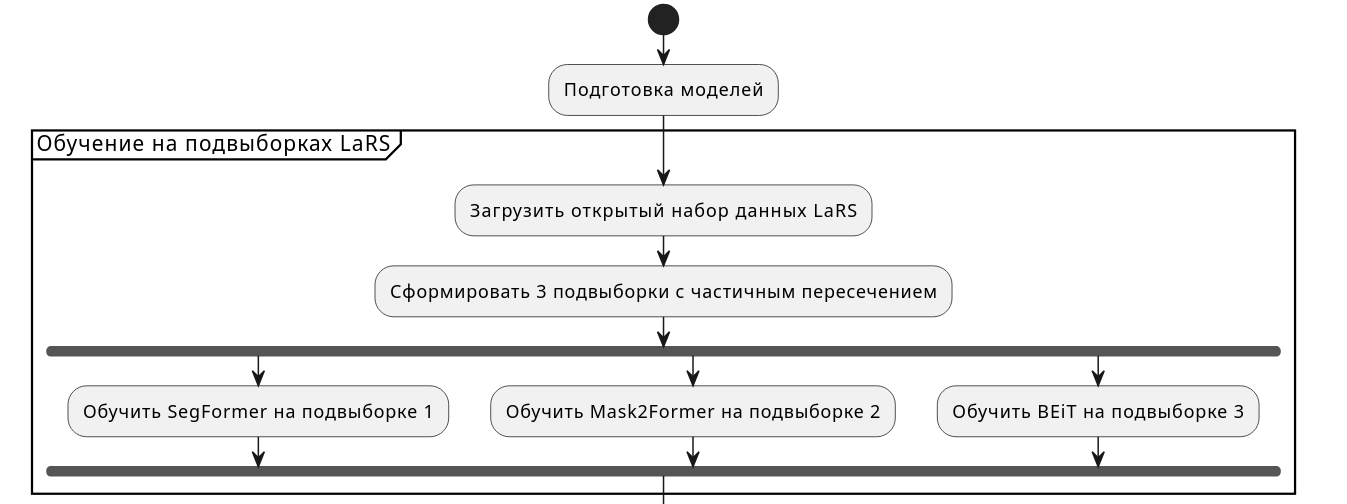 Подготовка моделей
Обучение на подвыборках LaRS
Загрузить открытый набор данных LaRS
Сформировать 3 подвыборки с частичным пересечением
Обучить SegFormer на подвыборке 1
Обучить Mask2Former на подвыборке 2
Обучить BEiT на подвыборке 3